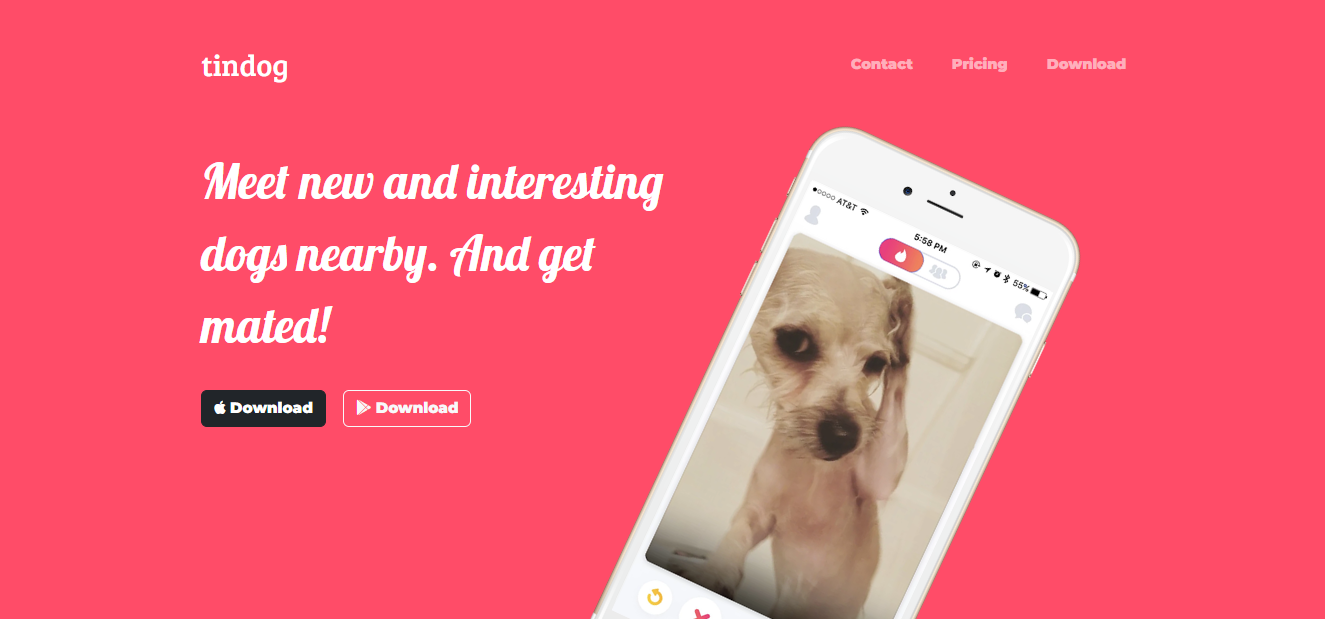 tindog
Contact Pricing Download
Meet new and interesting
dogs nearby. And get
mated!
Download Download
AT&T
5:58 PM
55%